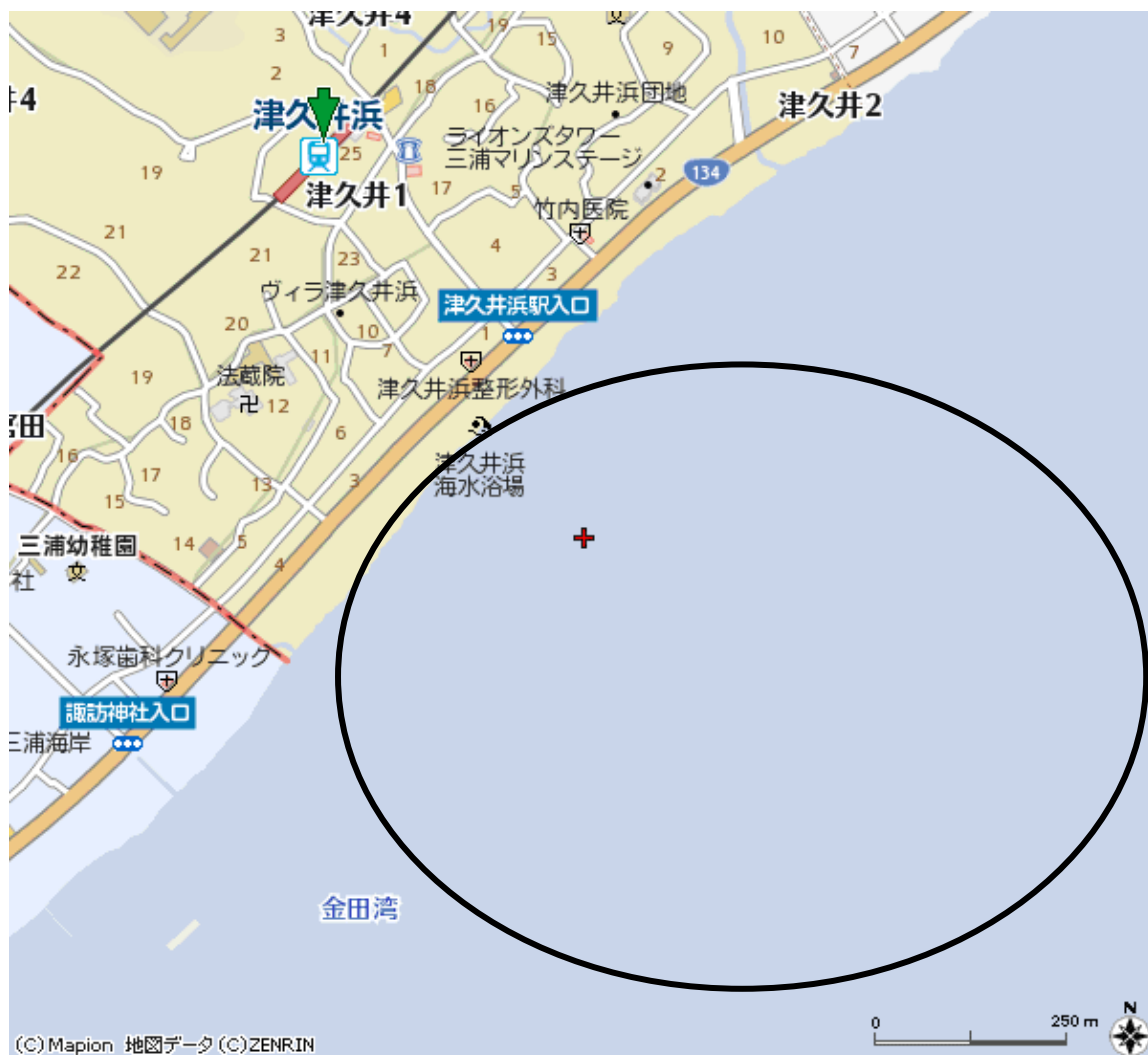 津久井4
3
1
19
15
9
10
7
2
18
16
津久井浜団地
津久井2
井4
津久井浜
ライオンズタワー
三浦マリンステージ
134
19
25
17
5
2
津久井1
竹内医院
21
21
23
4
3
22
ヴィラ津久井浜
津久井浜駅入口
20
10
7
1
11
19
法蔵院
12
津久井浜整形外科
18
6
宮田
16
17
13
3
津久井浜
海水浴場
15
三浦幼稚園
14
5
4
社
永塚歯科クリニック
諏訪神社入口
三浦海岸
金田湾
0
250 m
N
(C)Mapion 地図データ (C)ZENRIN